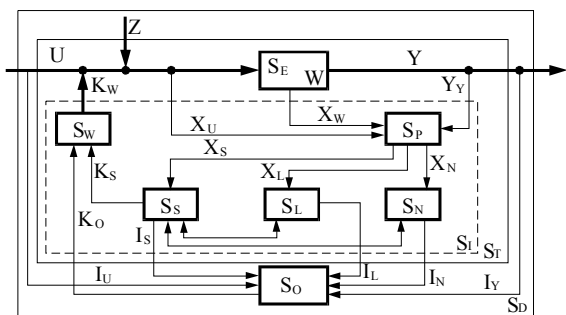 Z
U
Y
S_E
W
K_W
Y_Y
X_W
S_W
X_U
S_P
X_S
X_L
X_N
K_S
S_S
S_L
S_N
K_O
I_S
S_I
S_T
I_U
S_O
I_L
I_N
I_Y
S_D